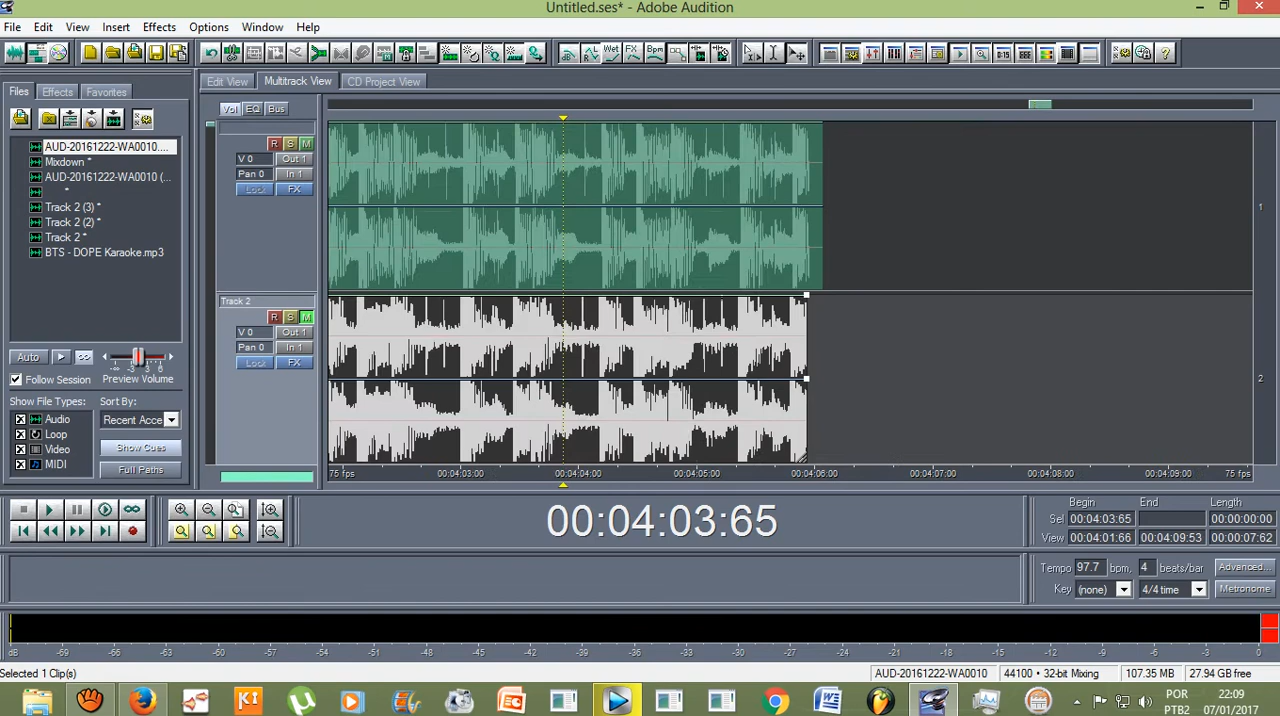 Untitled.ses* - Adobe Audition
File Edit View Insert Effects Options Window Help
Files Effects Favorites
AUD-20161222-WA0010....
Mixdown *
AUD-20161222-WA0010 (...
*
Track 2 (3) *
Track 2 (2) *
Track 2 *
BTS - DOPE Karaoke.mp3
Auto
-∞ -3 3 6
Follow Session Preview Volume
Show File Types: Sort By:
Audio
Loop
Video
MIDI
Recent Acce
Show Cues
Full Paths
Edit View Multitrack View CD Project View
Vol EQ Bus
R S M
V 0 Out 1
Pan 0 In 1
Lock FX
1
Track 2
R S M
V 0 Out 1
Pan 0 In 1
Lock FX
2
75 fps 00:04:03:00 00:04:04:00 00:04:05:00 00:04:06:00 00:04:07:00 00:04:08:00 00:04:09:00 75 fps
00:04:03:65
Begin End Length
Sel 00:04:03:65 00:00:00:00
View 00:04:01:66 00:04:09:53 00:00:07:62
Tempo 97.7 bpm, 4 beats/bar Advanced...
Key (none) 4/4 time Metronome
dB -69 -66 -63 -60 -57 -54 -51 -48 -45 -42 -39 -36 -33 -30 -27 -24 -21 -18 -15 -12 -9 -6 -3 0
Selected 1 Clip(s) AUD-20161222-WA0010 44100 • 32-bit Mixing 107.35 MB 27.94 GB free
POR 22:09
PTB2 07/01/2017